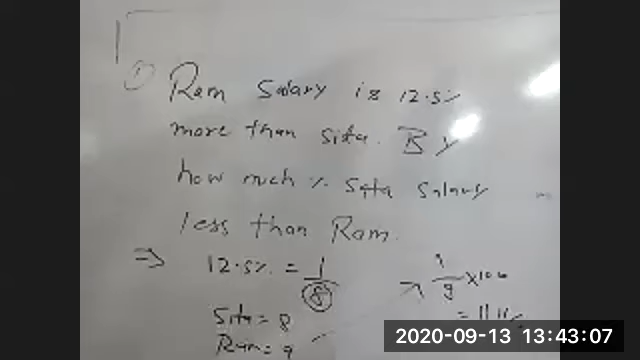 ① Ram Salary is 12.5%
more than Sita. By
how much % Sita Salary
less than Ram.
⇒ 12.5% = 1/8
Sita = 8
Ram = 9
→ 1/9 × 100
= 11.11%
2020-09-13 13:43:07